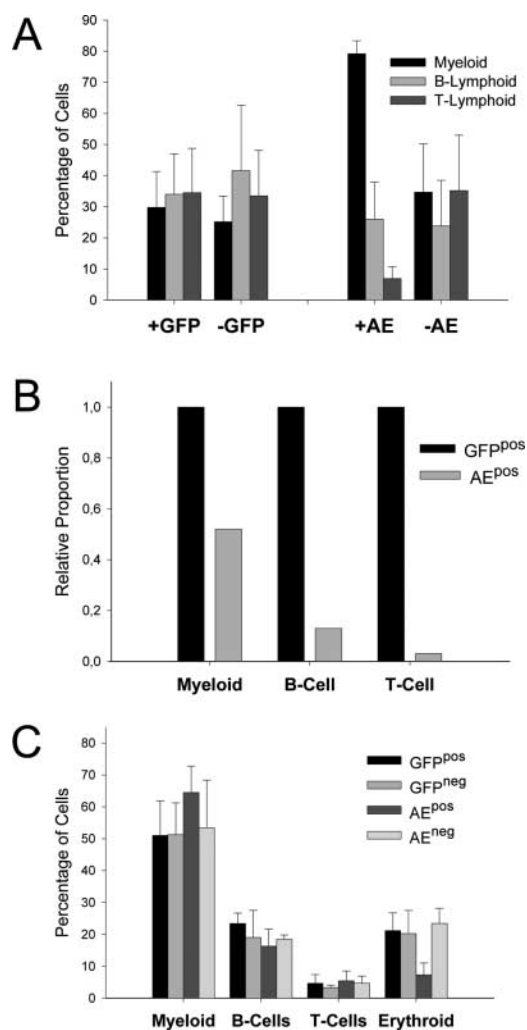 A
Percentage of Cells
90
80
70
60
50
40
30
20
10
0
Myeloid
B-Lymphoid
T-Lymphoid
+GFP -GFP +AE -AE
B
Relative Proportion
1,0
0,8
0,6
0,4
0,2
0,0
GFPpos
AEpos
Myeloid B-Cell T-Cell
C
Percentage of Cells
80
70
60
50
40
30
20
10
0
GFPpos
GFPneg
AEpos
AEneg
Myeloid B-Cells T-Cells Erythroid